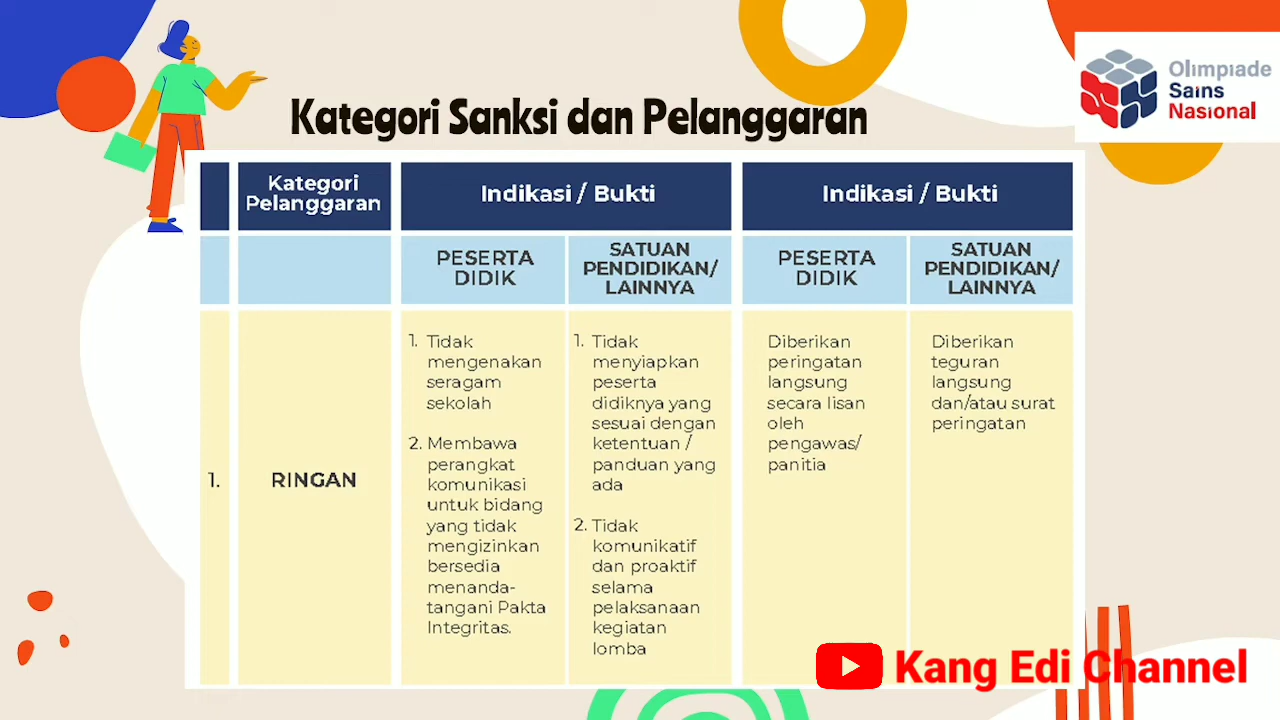 Olimpiade
Sains
Nasional
Kategori Sanksi dan Pelanggaran
Kategori
Pelanggaran
Indikasi / Bukti
Indikasi / Bukti
PESERTA
DIDIK
SATUAN
PENDIDIKAN/
LAINNYA
PESERTA
DIDIK
SATUAN
PENDIDIKAN/
LAINNYA
1.
RINGAN
1. Tidak
mengenakan
seragam
sekolah
2. Membawa
perangkat
komunikasi
untuk bidang
yang tidak
mengizinkan
bersedia
menanda-
tangani Pakta
Integritas.
1. Tidak
menyiapkan
peserta
didiknya yang
sesuai dengan
ketentuan /
panduan yang
ada
2. Tidak
komunikatif
dan proaktif
selama
pelaksanaan
kegiatan
lomba
Diberikan
peringatan
langsung
secara lisan
oleh
pengawas/
panitia
Diberikan
teguran
langsung
dan/atau surat
peringatan
Kang Edi Channel